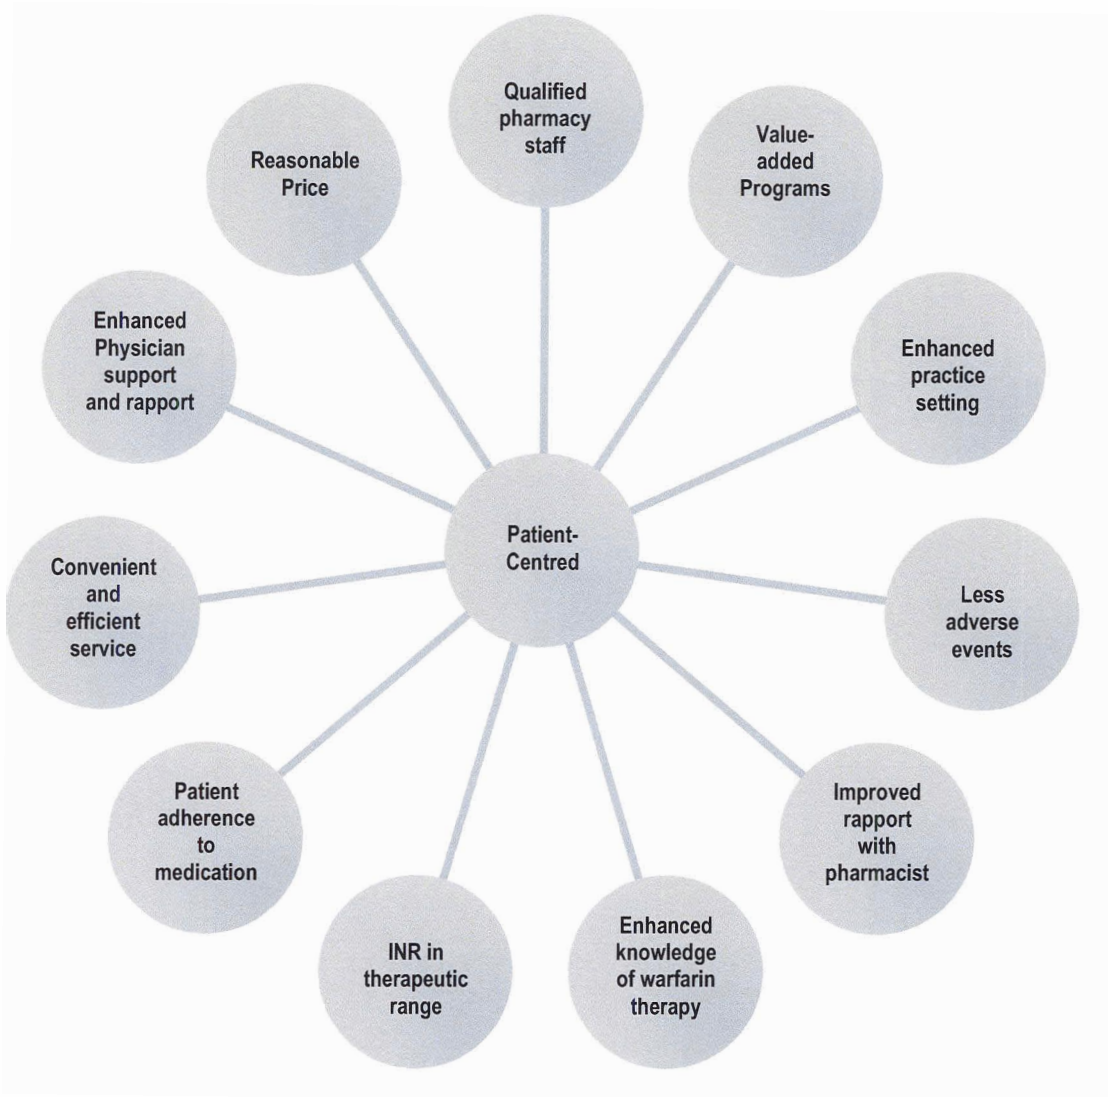 Qualified
pharmacy
staff
Value-
added
Programs
Enhanced
practice
setting
Less
adverse
events
Improved
rapport
with
pharmacist
Enhanced
knowledge
of warfarin
therapy
INR in
therapeutic
range
Patient
adherence
to
medication
Convenient
and
efficient
service
Enhanced
Physician
support
and rapport
Reasonable
Price
Patient-
Centred